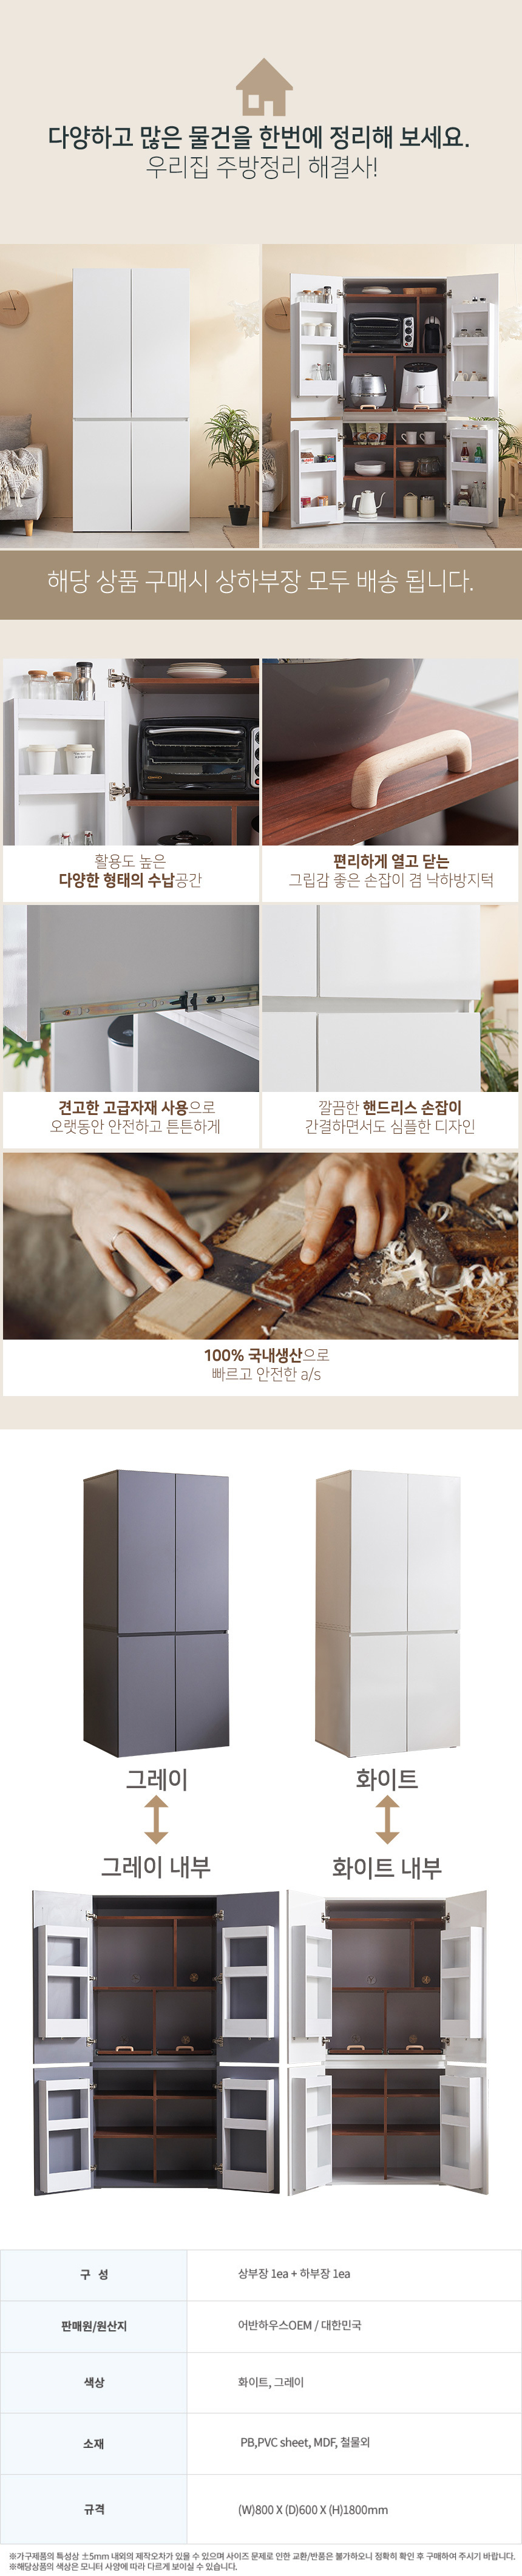 다양하고 많은 물건을 한번에 정리해 보세요.
우리집 주방정리 해결사!
해당 상품 구매시 상하부장 모두 배송 됩니다.
활용도 높은
다양한 형태의 수납공간
편리하게 열고 닫는
그립감 좋은 손잡이 겸 낙하방지턱
견고한 고급자재 사용으로
오랫동안 안전하고 튼튼하게
깔끔한 핸드리스 손잡이
간결하면서도 심플한 디자인
100% 국내생산으로
빠르고 안전한 a/s
그레이
화이트
그레이 내부
화이트 내부
구 성
상부장 1ea + 하부장 1ea
판매원/원산지
어반하우스OEM / 대한민국
색상
화이트, 그레이
소재
PB,PVC sheet, MDF, 철물외
규격
(W)800 X (D)600 X (H)1800mm
※가구제품의 특성상 ±5mm 내외의 제작오차가 있을 수 있으며 사이즈 문제로 인한 교환/반품은 불가하오니 정확히 확인 후 구매하여 주시기 바랍니다.
※해당상품의 색상은 모니터 사양에 따라 다르게 보이실 수 있습니다.